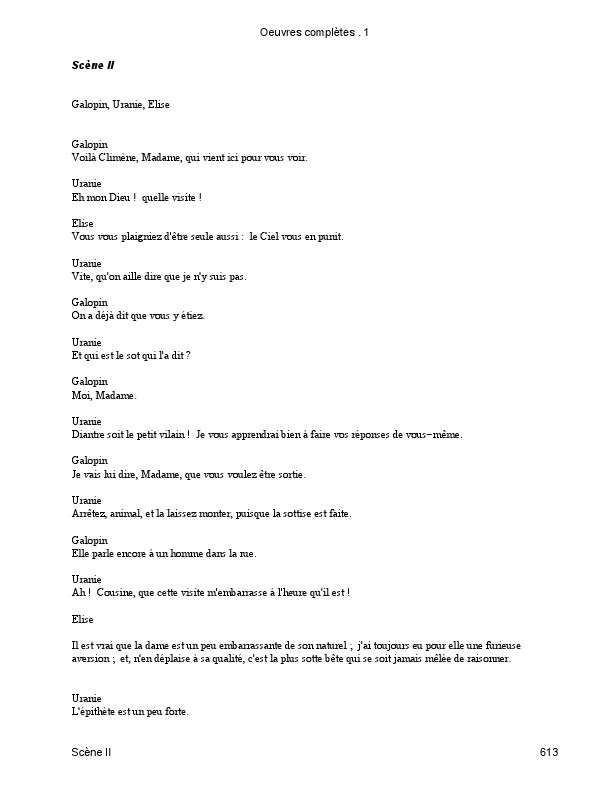 Oeuvres complètes . 1
Scène II
Galopin, Uranie, Elise
Galopin
Voilà Climène, Madame, qui vient ici pour vous voir.
Uranie
Eh mon Dieu ! quelle visite !
Elise
Vous vous plaigniez d'être seule aussi : le Ciel vous en punit.
Uranie
Vite, qu'on aille dire que je n'y suis pas.
Galopin
On a déjà dit que vous y étiez.
Uranie
Et qui est le sot qui l'a dit ?
Galopin
Moi, Madame.
Uranie
Diantre soit le petit vilain ! Je vous apprendrai bien à faire vos réponses de vous−même.
Galopin
Je vais lui dire, Madame, que vous voulez être sortie.
Uranie
Arrêtez, animal, et la laissez monter, puisque la sottise est faite.
Galopin
Elle parle encore à un homme dans la rue.
Uranie
Ah ! Cousine, que cette visite m'embarrasse à l'heure qu'il est !
Elise
Il est vrai que la dame est un peu embarrassante de son naturel ; j'ai toujours eu pour elle une furieuse
aversion ; et, n'en déplaise à sa qualité, c'est la plus sotte bête qui se soit jamais mêlée de raisonner.
Uranie
L'épithète est un peu forte.
Scène II
613